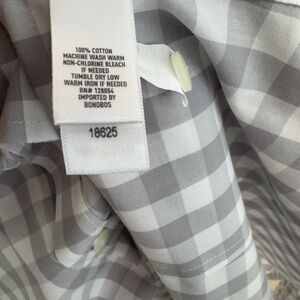 100% COTTON
MACHINE WASH WARM
NON-CHLORINE BLEACH
IF NEEDED
TUMBLE DRY LOW
WARM IRON IF NEEDED
RN# 128054
IMPORTED BY
BONOBOS
18625